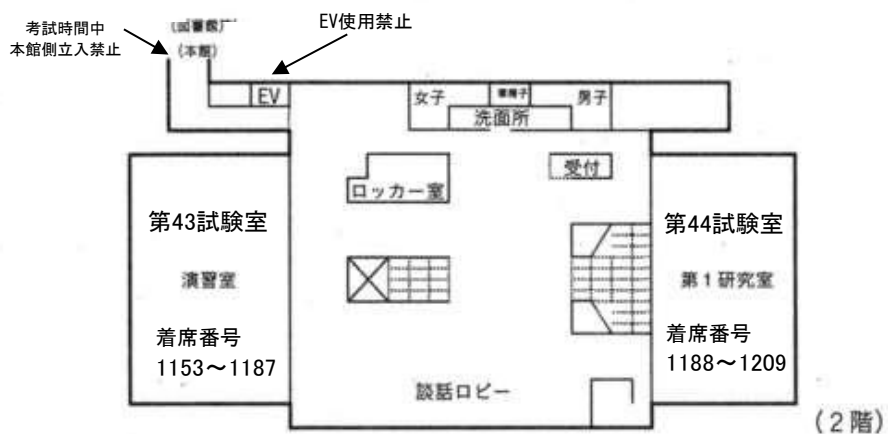 考試時間中
本館側立入禁止
(図書館)
(本館)
EV使用禁止
EV
女子
男子
洗面所
受付
ロッカー室
第43試験室
演習室
着席番号
1153～1187
第44試験室
第1研究室
着席番号
1188～1209
談話ロビー
(2階)